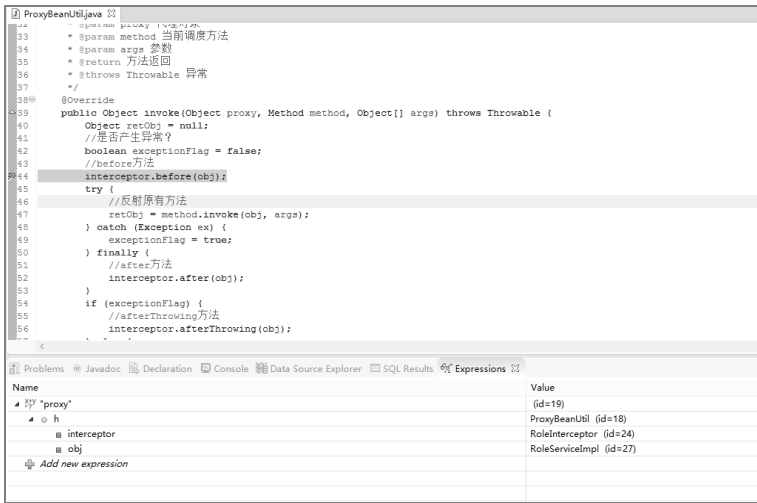 ProxyBeanUtil.java
32 * @param proxy 代理对象
33 * @param method 当前调度方法
34 * @param args 参数
35 * @return 方法返回
36 * @throws Throwable 异常
37 */
38 @Override
39 public Object invoke(Object proxy, Method method, Object[] args) throws Throwable {
40 Object retObj = null;
41 //是否产生异常?
42 boolean exceptionFlag = false;
43 //before方法
44 interceptor.before(obj);
45 try {
46 //反射原有方法
47 retObj = method.invoke(obj, args);
48 } catch (Exception ex) {
49 exceptionFlag = true;
50 } finally {
51 //after方法
52 interceptor.after(obj);
53 }
54 if (exceptionFlag) {
55 //afterThrowing方法
56 interceptor.afterThrowing(obj);
Problems @ Javadoc Declaration Console Data Source Explorer SQL Results Expressions
Name Value
"proxy" (id=19)
h ProxyBeanUtil (id=18)
interceptor RoleInterceptor (id=24)
obj RoleServiceImpl (id=27)
Add new expression